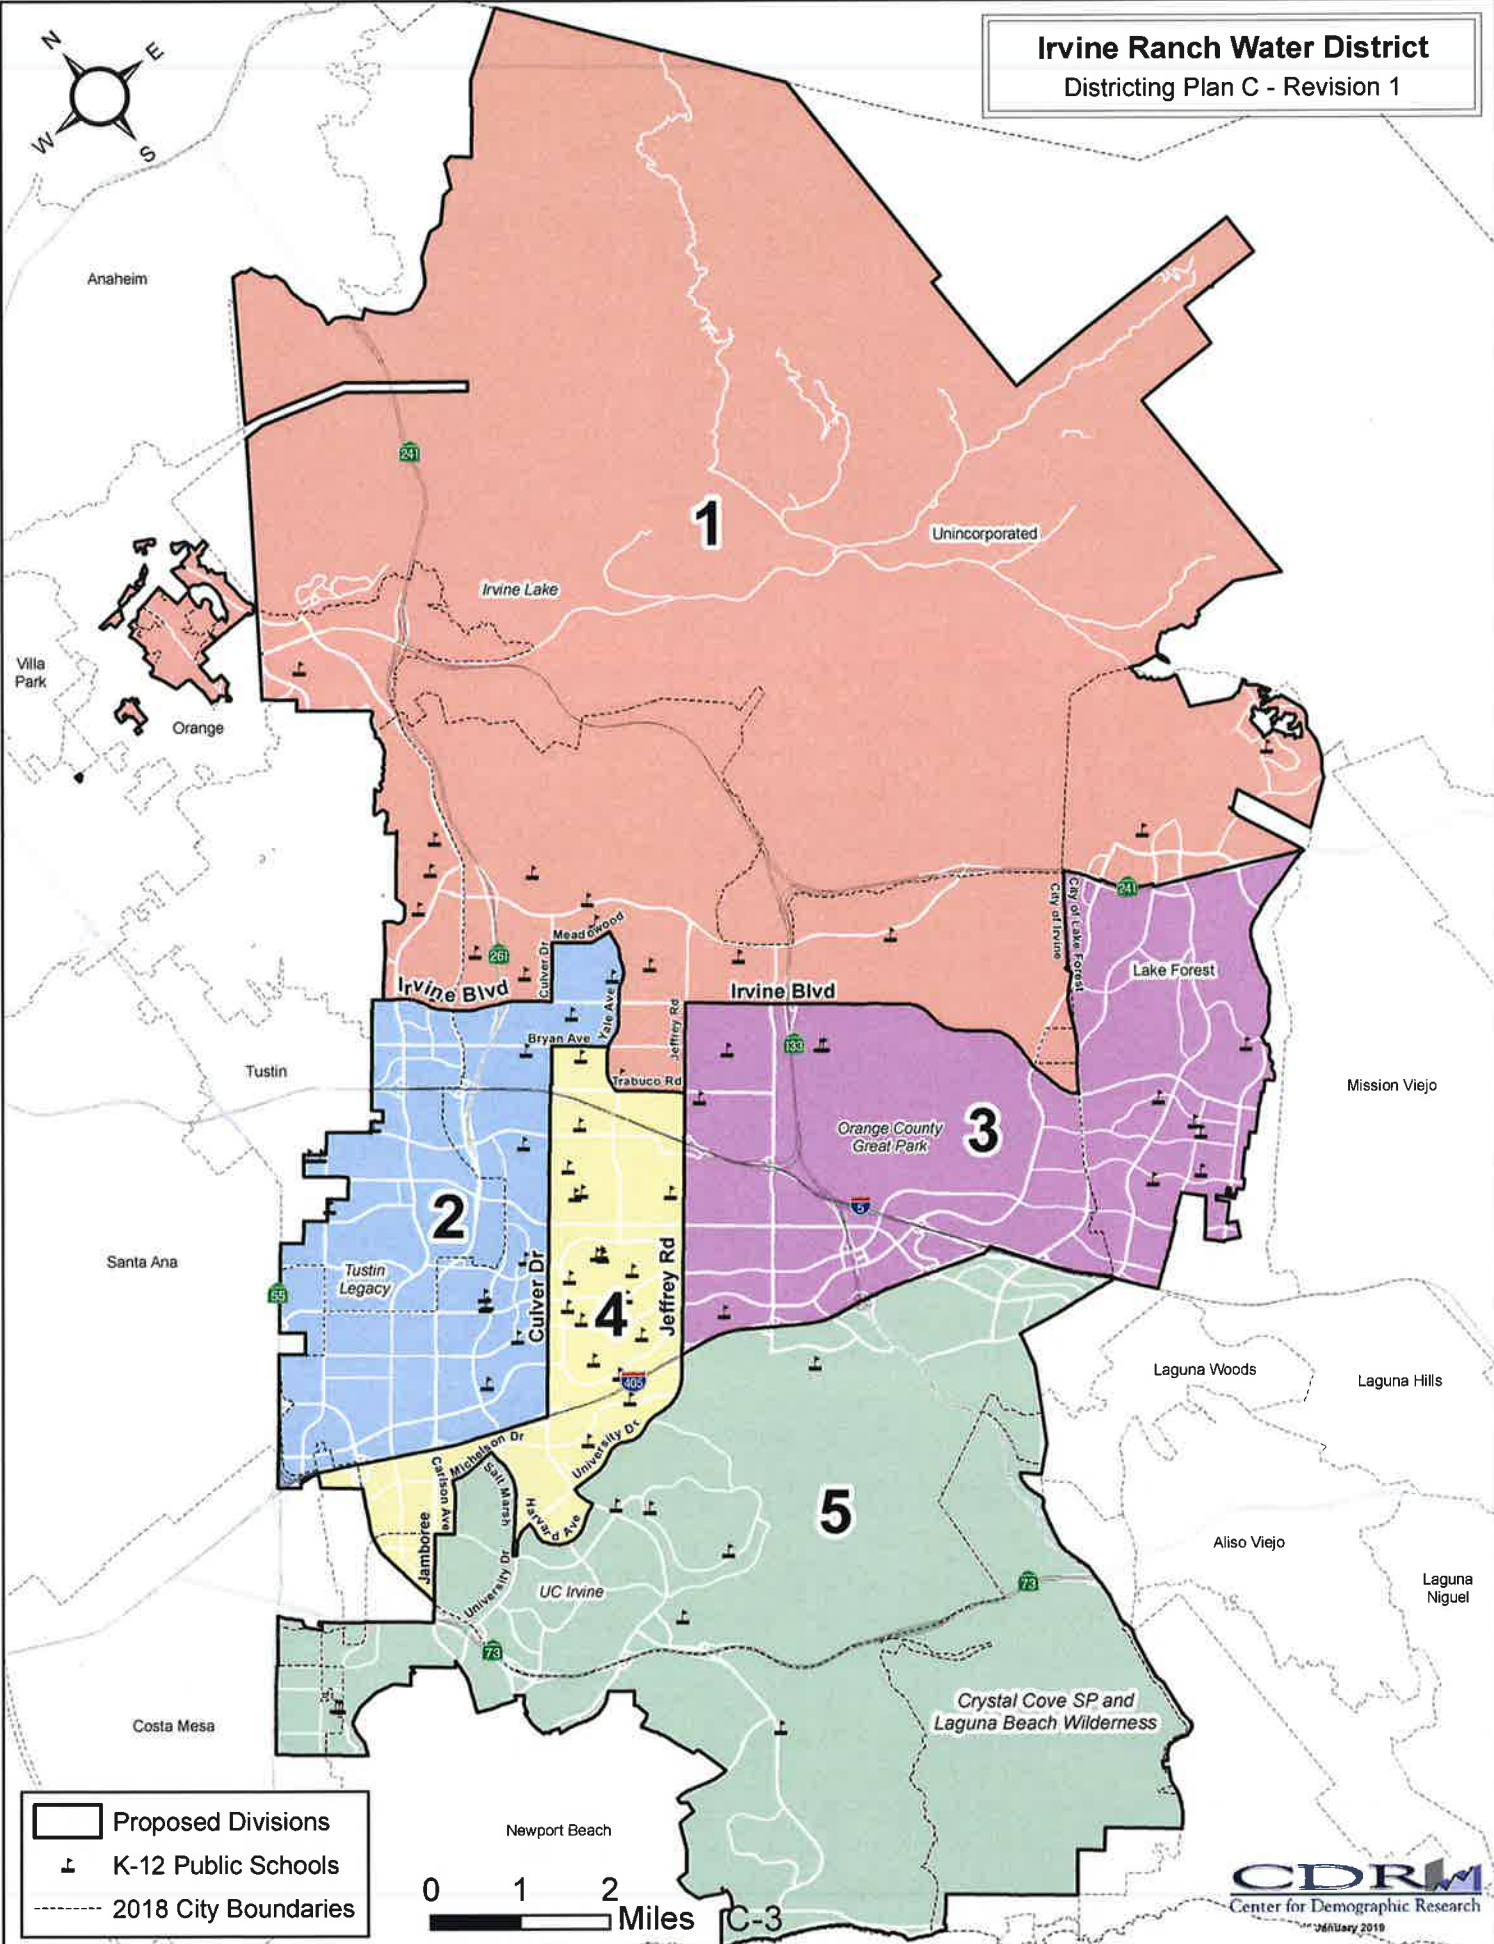 N
E
W
S
Irvine Ranch Water District
Districting Plan C - Revision 1
Anaheim
241
1
Unincorporated
Irvine Lake
Villa
Park
Orange
241
City of Irvine
City of Lake Forest
Lake Forest
Meadowood
Culver Dr
261
Irvine Blvd
Irvine Blvd
Yale Ave
Jeffrey Rd
Bryan Ave
133
Trabuco Rd
Tustin
Mission Viejo
Orange County
Great Park
3
2
5
Santa Ana
Tustin
Legacy
55
Culver Dr
4
Jeffrey Rd
405
Laguna Woods
Laguna Hills
Michelson Dr
University Dr
Carlson Ave
Salt Marsh
Harvard Ave
5
Jamboree
University Dr
UC Irvine
Aliso Viejo
73
Laguna
Niguel
73
Crystal Cove SP and
Laguna Beach Wilderness
Costa Mesa
Newport Beach
Proposed Divisions
K-12 Public Schools
2018 City Boundaries
0 1 2
Miles
C-3
CDR
Center for Demographic Research
January 2019